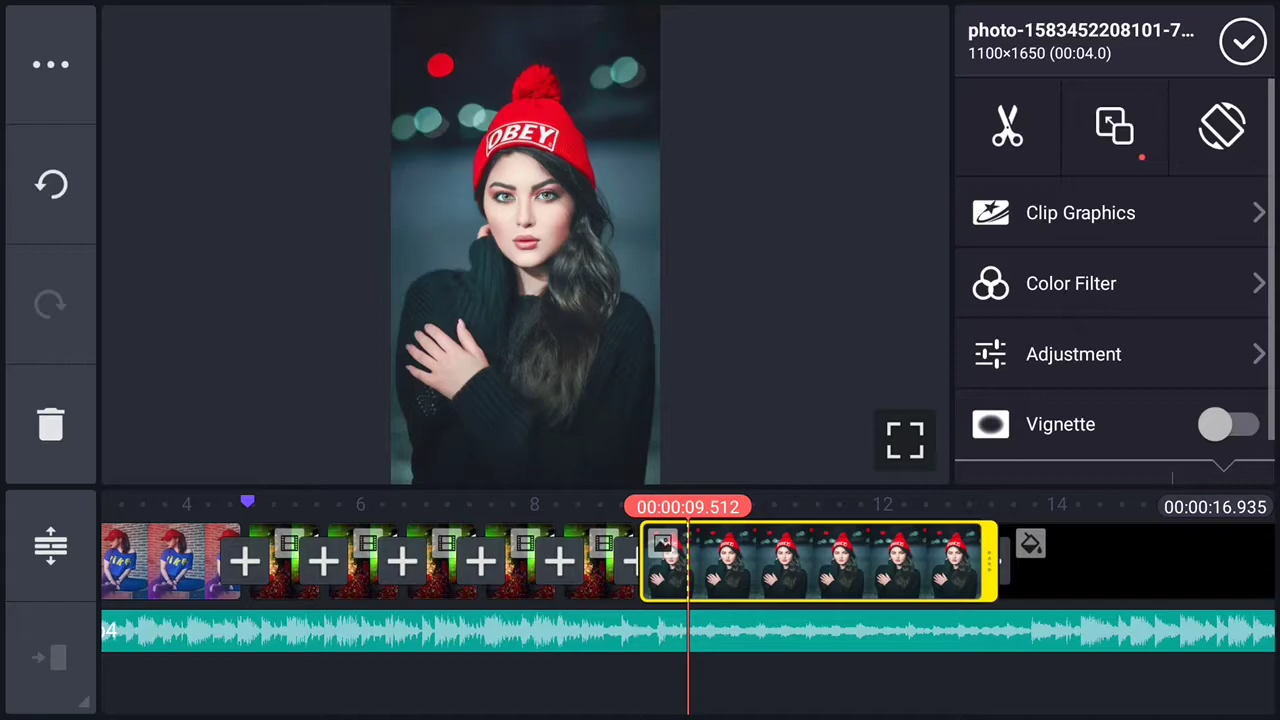 photo-1583452208101-7...
1100×1650 (00:04.0)
OBEY
Clip Graphics
Color Filter
Adjustment
Vignette
4
6
8
00:00:09.512
12
14
00:00:16.935
04